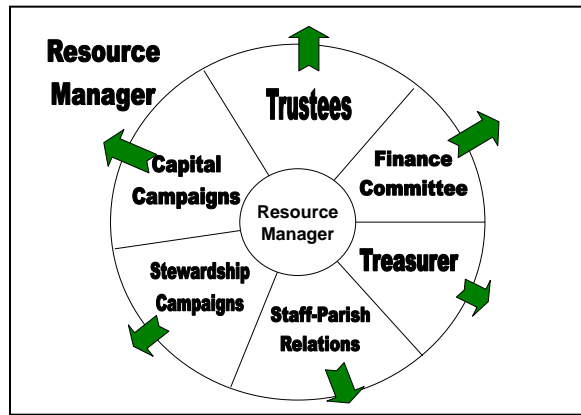 Resource
Manager
Trustees
Finance
Committee
Treasurer
Staff-Parish
Relations
Stewardship
Campaigns
Capital
Campaigns
Resource
Manager